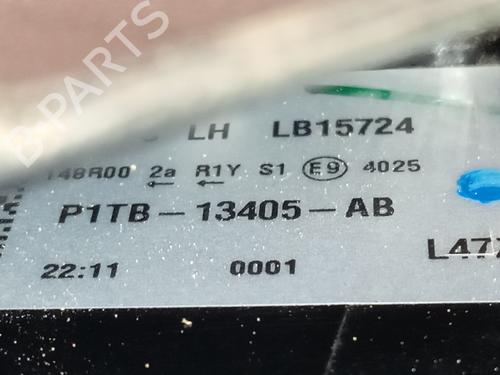 B-PARTS
LH LB15724
148R00 2a R1Y S1 E9 4025
P1TB-13405-AB
22:11 0001